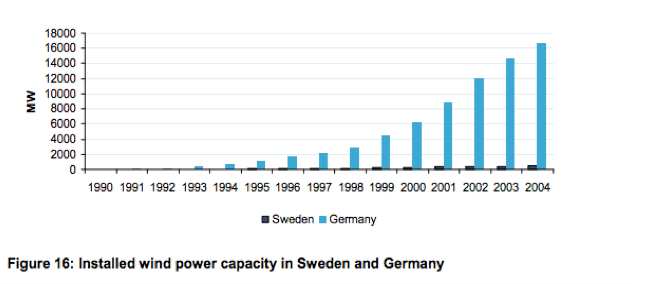 18000
16000
14000
12000
10000
8000
6000
4000
2000
0
MW
1990 1991 1992 1993 1994 1995 1996 1997 1998 1999 2000 2001 2002 2003 2004
Sweden Germany
Figure 16: Installed wind power capacity in Sweden and Germany